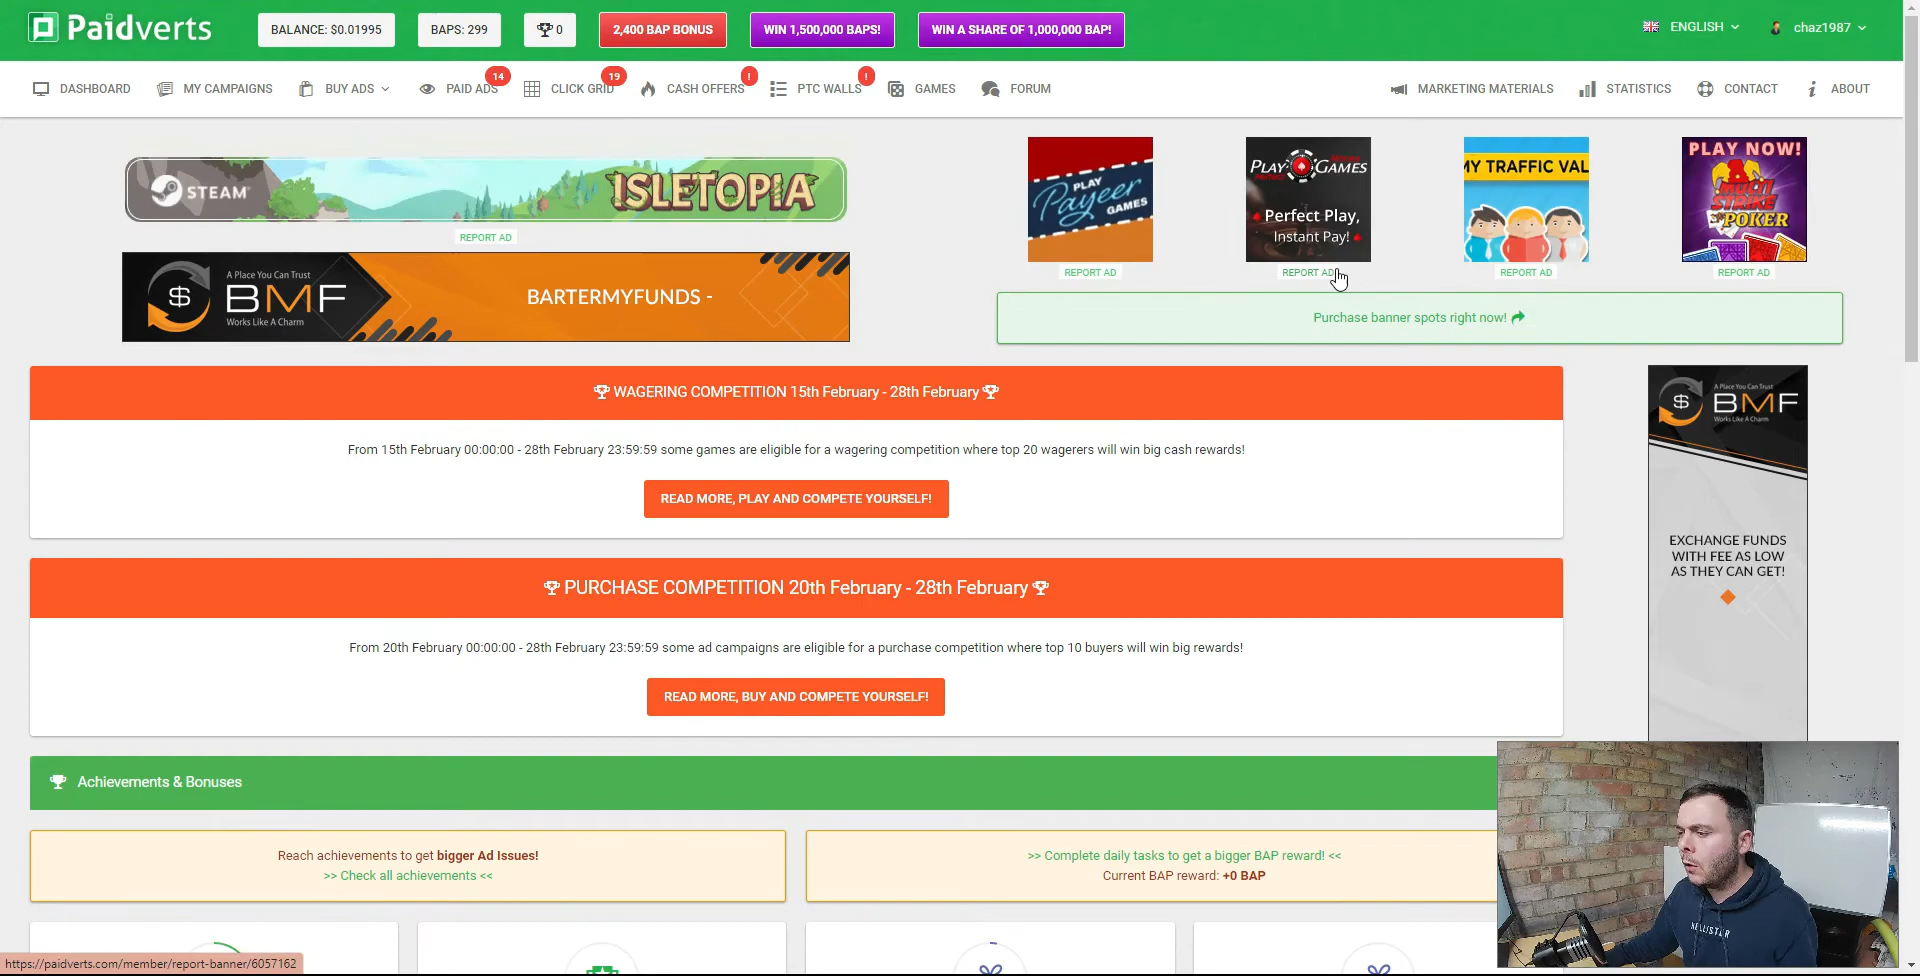 Paidverts
BALANCE: $0.01995
BAPS: 299
0
2,400 BAP BONUS
WIN 1,500,000 BAPS!
WIN A SHARE OF 1,000,000 BAP!
ENGLISH
chaz1987
DASHBOARD
MY CAMPAIGNS
BUY ADS
PAID ADS
14
CLICK GRID
19
CASH OFFERS
!
PTC WALLS
!
GAMES
FORUM
MARKETING MATERIALS
STATISTICS
CONTACT
ABOUT
STEAM
ISLETOPIA
REPORT AD
A Place You Can Trust
BMF
Works Like A Charm
BARTERMYFUNDS -
PLAY
Payeer
GAMES
REPORT AD
PLAY GAMES
Perfect Play,
Instant Pay!
REPORT AD
MY TRAFFIC VAL
REPORT AD
PLAY NOW!
MULTI
STRIKE
POKER
REPORT AD
Purchase banner spots right now!
WAGERING COMPETITION 15th February - 28th February
From 15th February 00:00:00 - 28th February 23:59:59 some games are eligible for a wagering competition where top 20 wagerers will win big cash rewards!
READ MORE, PLAY AND COMPETE YOURSELF!
PURCHASE COMPETITION 20th February - 28th February
From 20th February 00:00:00 - 28th February 23:59:59 some ad campaigns are eligible for a purchase competition where top 10 buyers will win big rewards!
READ MORE, BUY AND COMPETE YOURSELF!
A Place You Can Trust
BMF
Works Like A Charm
EXCHANGE FUNDS
WITH FEE AS LOW
AS THEY CAN GET!
Achievements & Bonuses
Reach achievements to get bigger Ad Issues!
>> Check all achievements <<
>> Complete daily tasks to get a bigger BAP reward! <<
Current BAP reward: +0 BAP
https://paidverts.com/member/report-banner/6057162